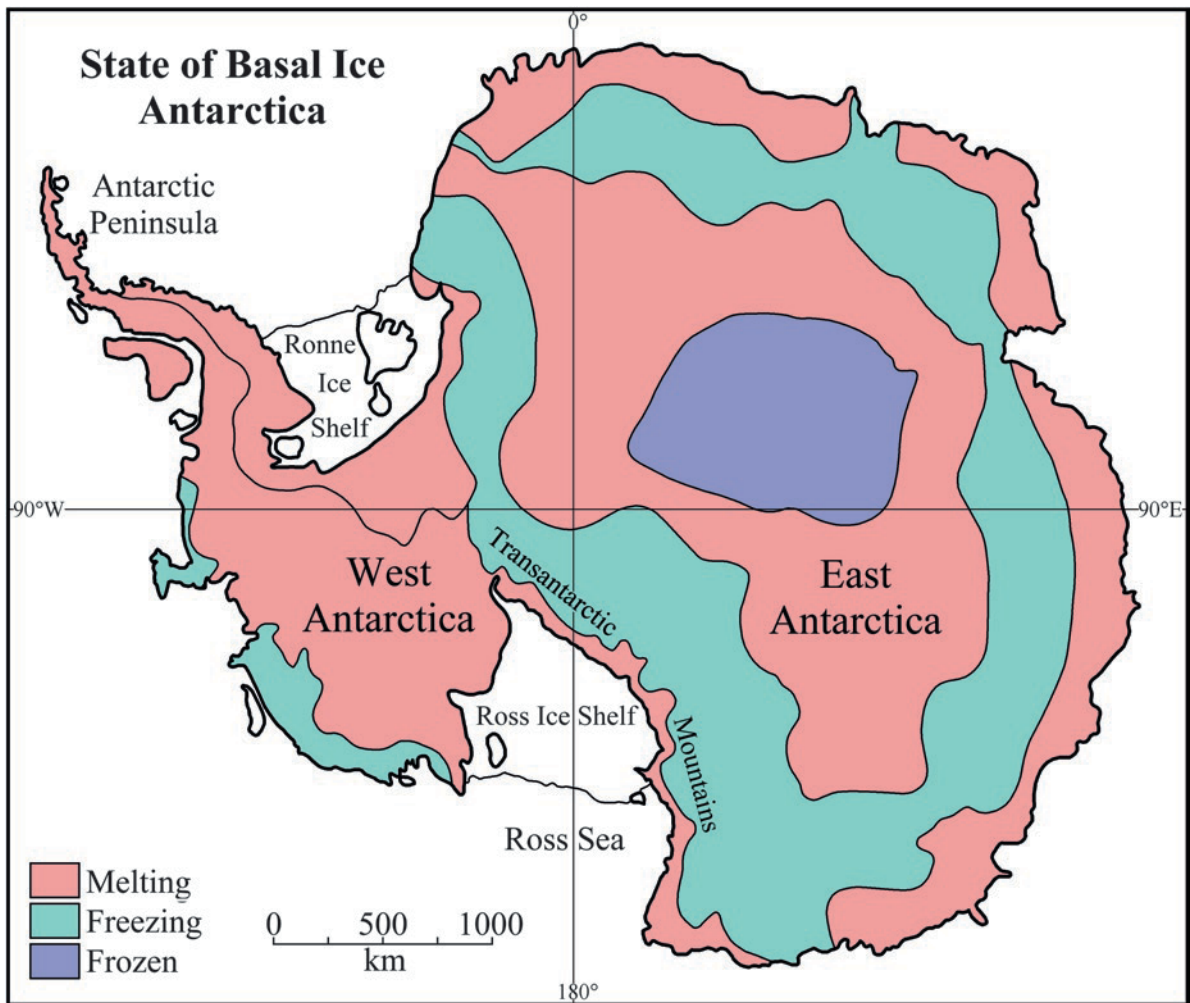 0°
State of Basal Ice
Antarctica
Antarctic
Peninsula
Ronne
Ice
Shelf
90°W
90°E
Transantarctic
West
Antarctica
East
Antarctica
Ross Ice Shelf
Mountains
Ross Sea
Melting
Freezing
Frozen
0 500 1000
km
180°